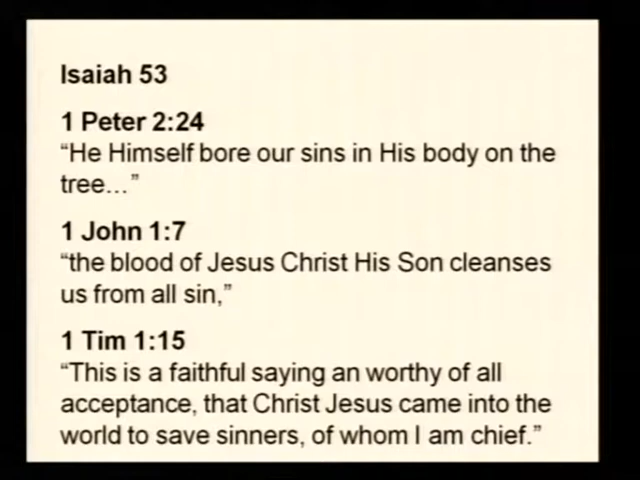 Isaiah 53
1 Peter 2:24
“He Himself bore our sins in His body on the
tree...”
1 John 1:7
“the blood of Jesus Christ His Son cleanses
us from all sin,”
1 Tim 1:15
“This is a faithful saying an worthy of all
acceptance, that Christ Jesus came into the
world to save sinners, of whom I am chief.”